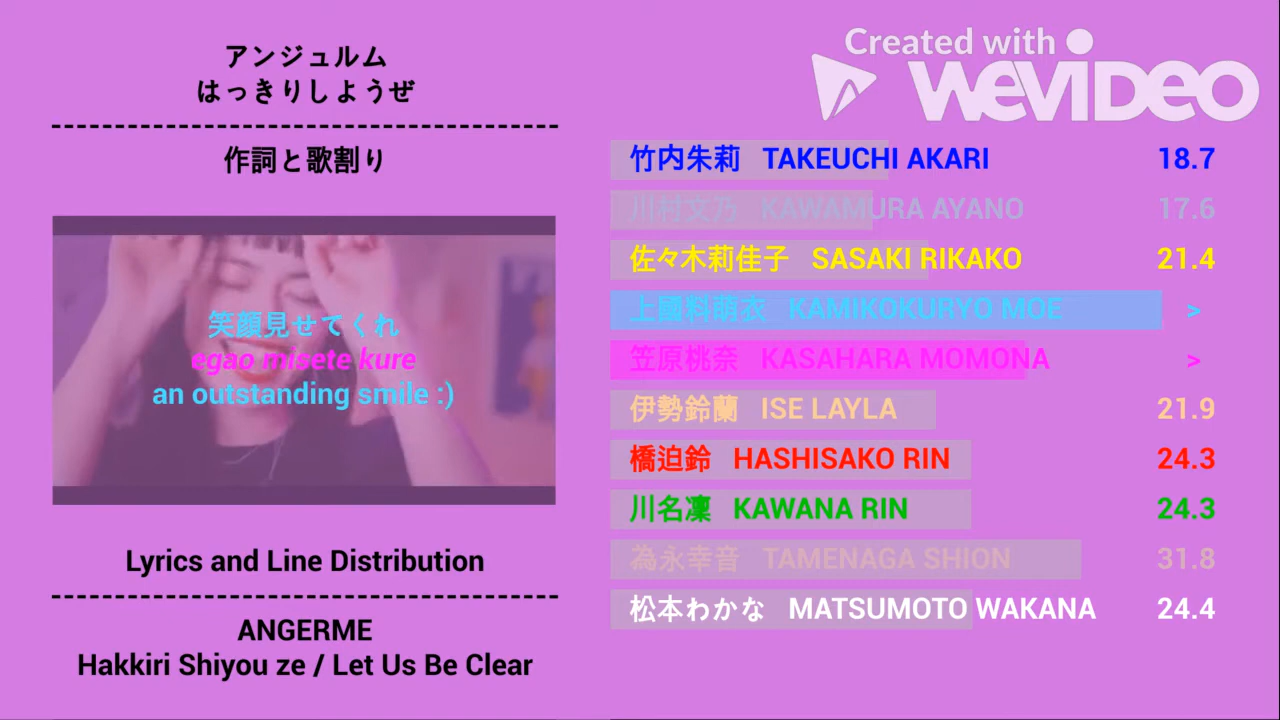 アンジュルム
はっきりしようぜ
作詞と歌割り
笑顔見せてくれ
egao misete kure
an outstanding smile :)
Lyrics and Line Distribution
ANGERME
Hakkiri Shiyou ze / Let Us Be Clear
Created with
WEVIDEO
竹内朱莉 TAKEUCHI AKARI 18.7
川村文乃 KAWAMURA AYANO 17.6
佐々木莉佳子 SASAKI RIKAKO 21.4
上國料萌衣 KAMIKOKURYO MOE >
笠原桃奈 KASAHARA MOMONA >
伊勢鈴蘭 ISE LAYLA 21.9
橋迫鈴 HASHISAKO RIN 24.3
川名凜 KAWANA RIN 24.3
為永幸音 TAMENAGA SHION 31.8
松本わかな MATSUMOTO WAKANA 24.4